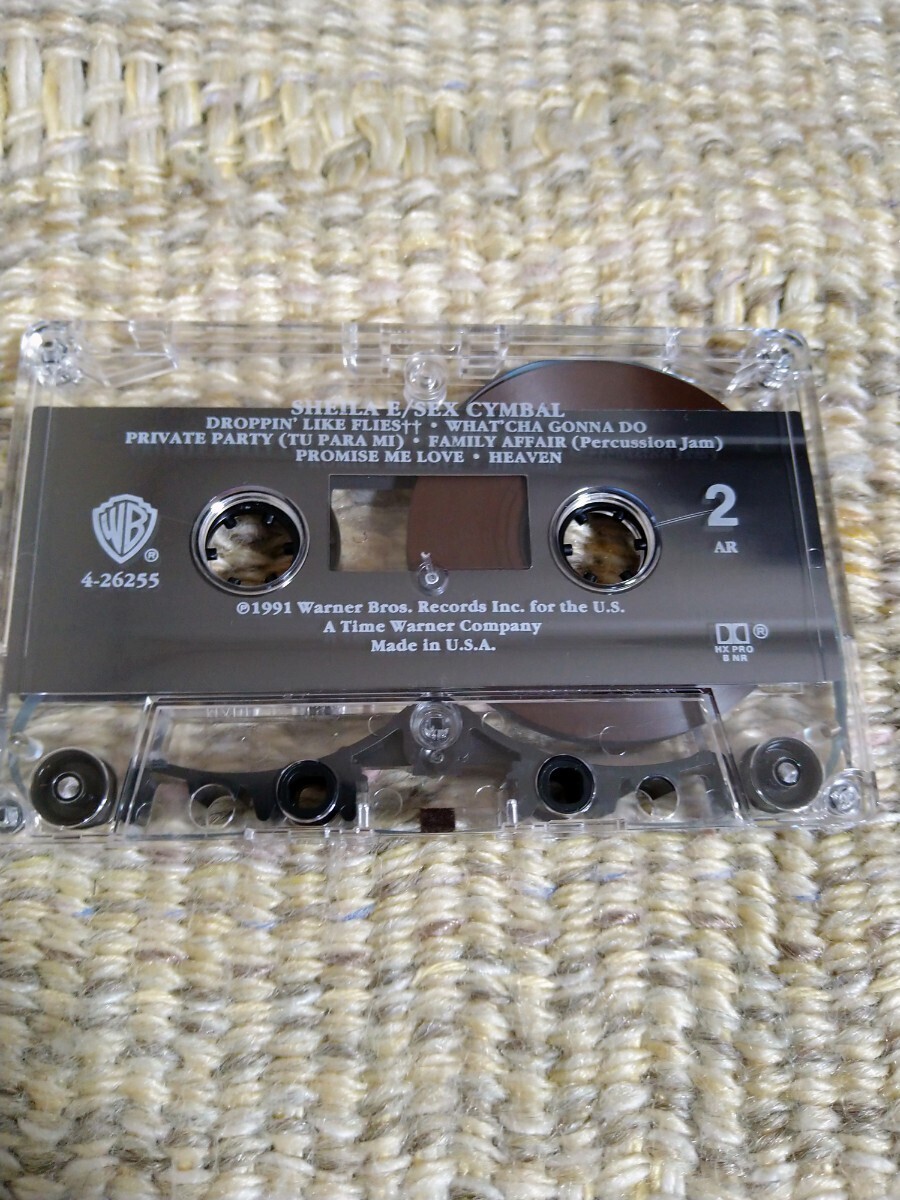 SHEILA E/SEX CYMBAL
DROPPIN' LIKE FLIES†† • WHAT'CHA GONNA DO
PRIVATE PARTY (TU PARA MI) • FAMILY AFFAIR (Percussion Jam)
PROMISE ME LOVE • HEAVEN
WB®
4-26255
2
AR
℗1991 Warner Bros. Records Inc. for the U.S.
A Time Warner Company
Made in U.S.A.
®
HX PRO
B NR